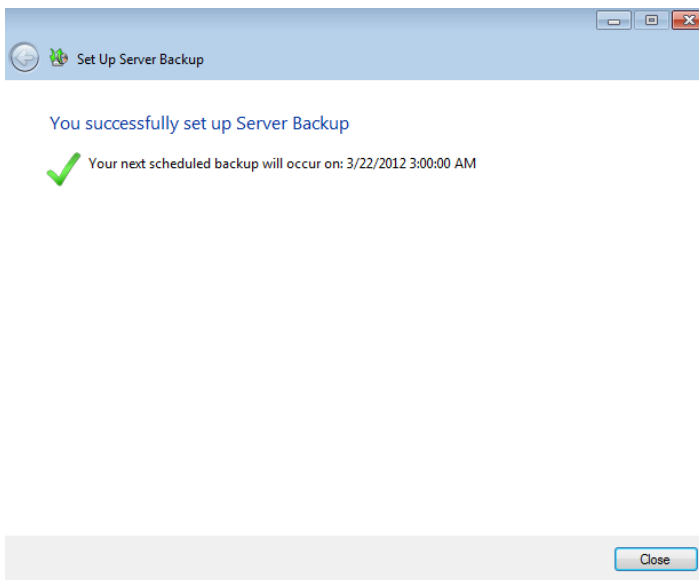 Set Up Server Backup
You successfully set up Server Backup
Your next scheduled backup will occur on: 3/22/2012 3:00:00 AM
Close